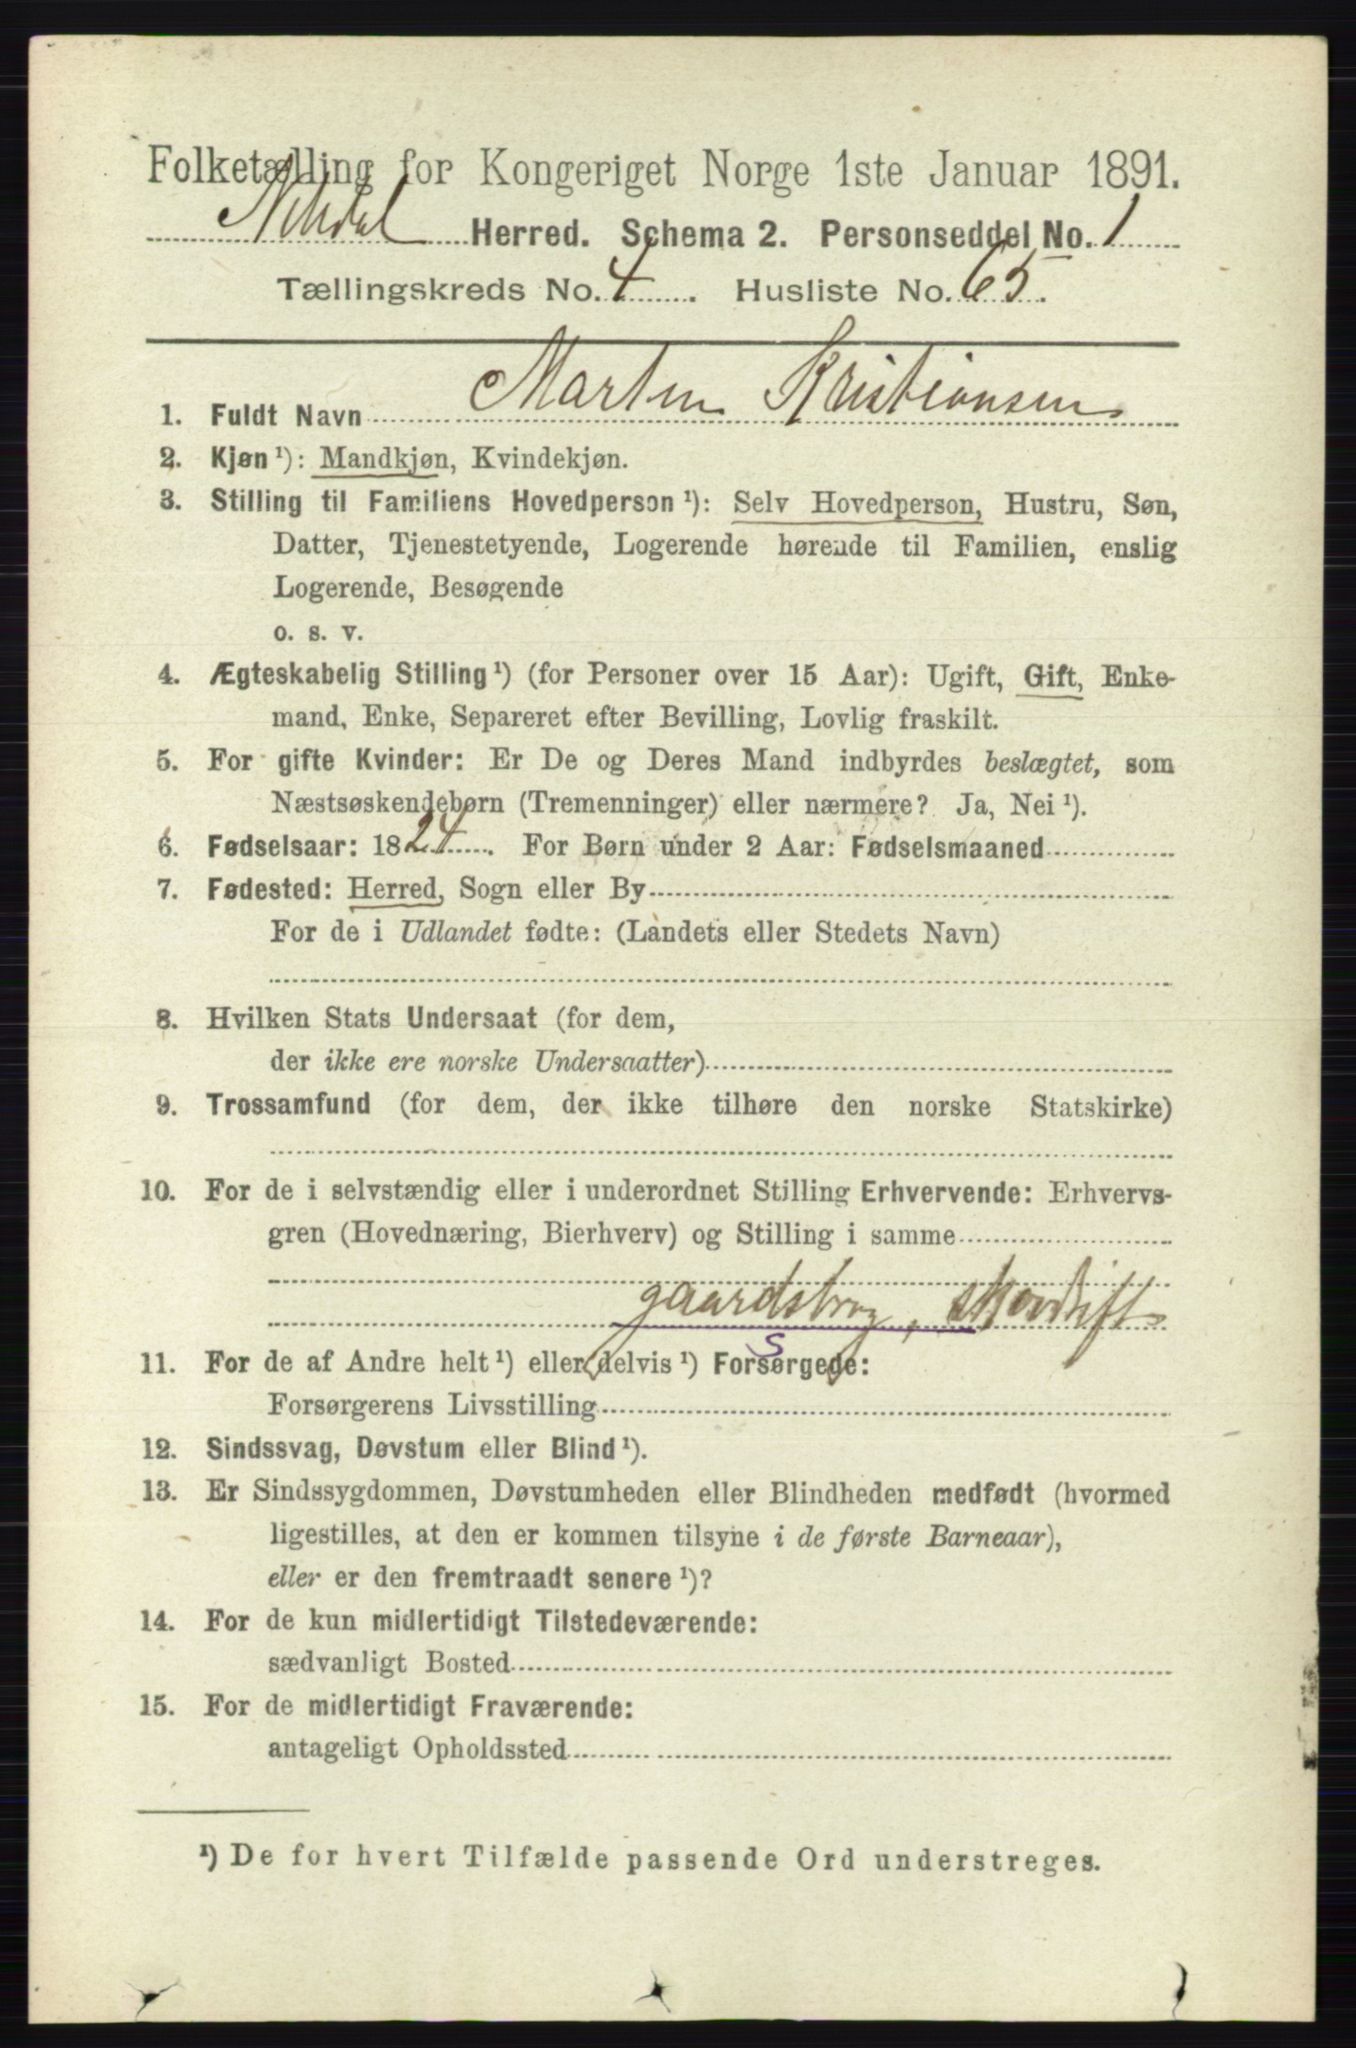 Folketælling for Kongeriget Norge 1ste Januar 1891.
Nitedal Herred. Schema 2. Personseddel No. 1
Tællingskreds No. 4. Husliste No. 65.
1. Fuldt Navn Marten Kristiansen
2. Kjøn ¹): Mandkjøn, Kvindekjøn.
3. Stilling til Familiens Hovedperson ¹): Selv Hovedperson, Hustru, Søn,
Datter, Tjenestetyende, Logerende hørende til Familien, enslig
Logerende, Besøgende
o. s. v.
4. Ægteskabelig Stilling ¹) (for Personer over 15 Aar): Ugift, Gift, Enke-
mand, Enke, Separeret efter Bevilling, Lovlig fraskilt.
5. For gifte Kvinder: Er De og Deres Mand indbyrdes beslægtet, som
Næstsøskendebørn (Tremenninger) eller nærmere? Ja, Nei ¹).
6. Fødselsaar: 1824. For Børn under 2 Aar: Fødselsmaaned
7. Fødested: Herred, Sogn eller By
For de i Udlandet fødte: (Landets eller Stedets Navn)
8. Hvilken Stats Undersaat (for dem,
der ikke ere norske Undersaatter)
9. Trossamfund (for dem, der ikke tilhøre den norske Statskirke)
10. For de i selvstændig eller i underordnet Stilling Erhvervende: Erhvervs-
gren (Hovednæring, Bierhverv) og Stilling i samme
gaardsbrug, skovdrift
S
11. For de af Andre helt ¹) eller delvis ¹) Forsørgede:
Forsørgerens Livsstilling
12. Sindssvag, Døvstum eller Blind ¹).
13. Er Sindssygdommen, Døvstumheden eller Blindheden medfødt (hvormed
ligestilles, at den er kommen tilsyne i de første Barneaar),
eller er den fremtraadt senere ¹)?
14. For de kun midlertidigt Tilstedeværende:
sædvanligt Bosted
15. For de midlertidigt Fraværende:
antageligt Opholdssted
¹) De for hvert Tilfælde passende Ord understreges.